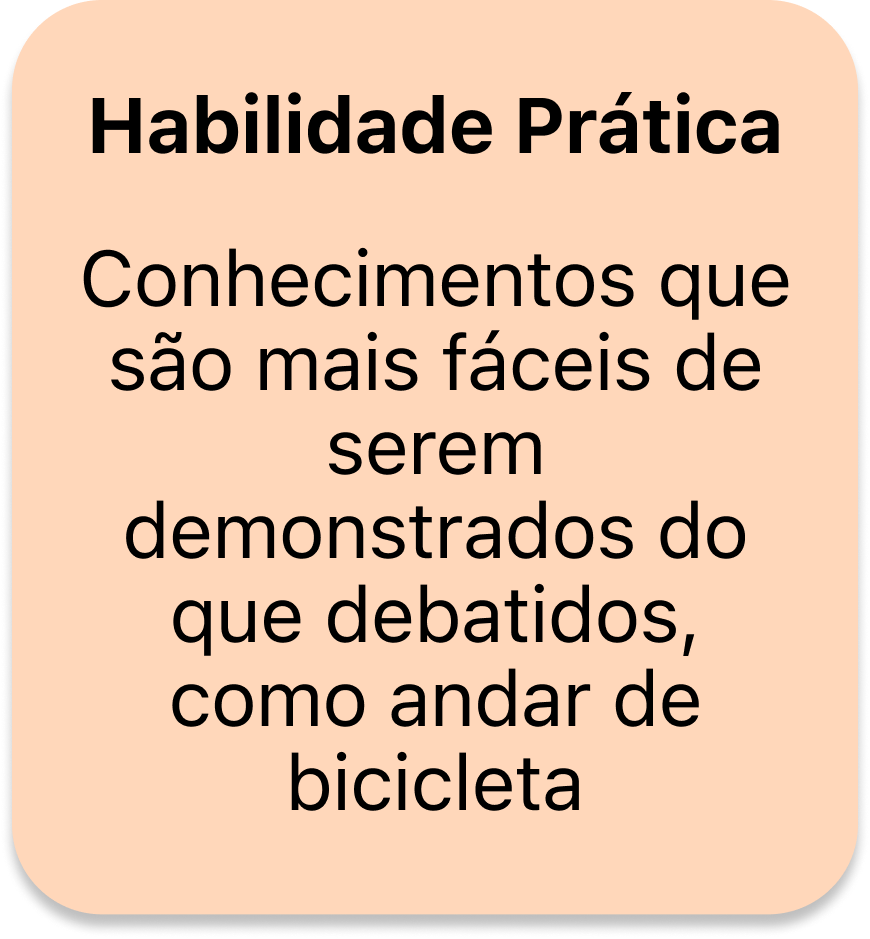 Habilidade Prática
Conhecimentos que
são mais fáceis de
serem
demonstrados do
que debatidos,
como andar de
bicicleta